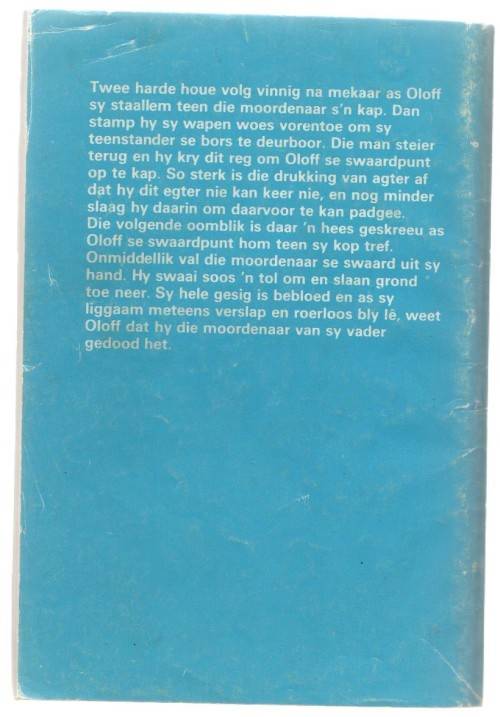 Twee harde houe volg vinnig na mekaar as Oloff
sy staallem teen die moordenaar s'n kap. Dan
stamp hy sy wapen woes vorentoe om sy
teenstander se bors te deurboor. Die man steier
terug en hy kry dit reg om Oloff se swaardpunt
op te kap. So sterk is die drukking van agter af
dat hy dit egter nie kan keer nie, en nog minder
slaag hy daarin om daarvoor te kan padgee.
Die volgende oomblik is daar 'n hees geskreeu as
Oloff se swaardpunt hom teen sy kop tref.
Onmiddellik val die moordenaar se swaard uit sy
hand. Hy swaai soos 'n tol om en slaan grond
toe neer. Sy hele gesig is bebloed en as sy
liggaam meteens verslap en roerloos bly lê, weet
Oloff dat hy die moordenaar van sy vader
gedood het.